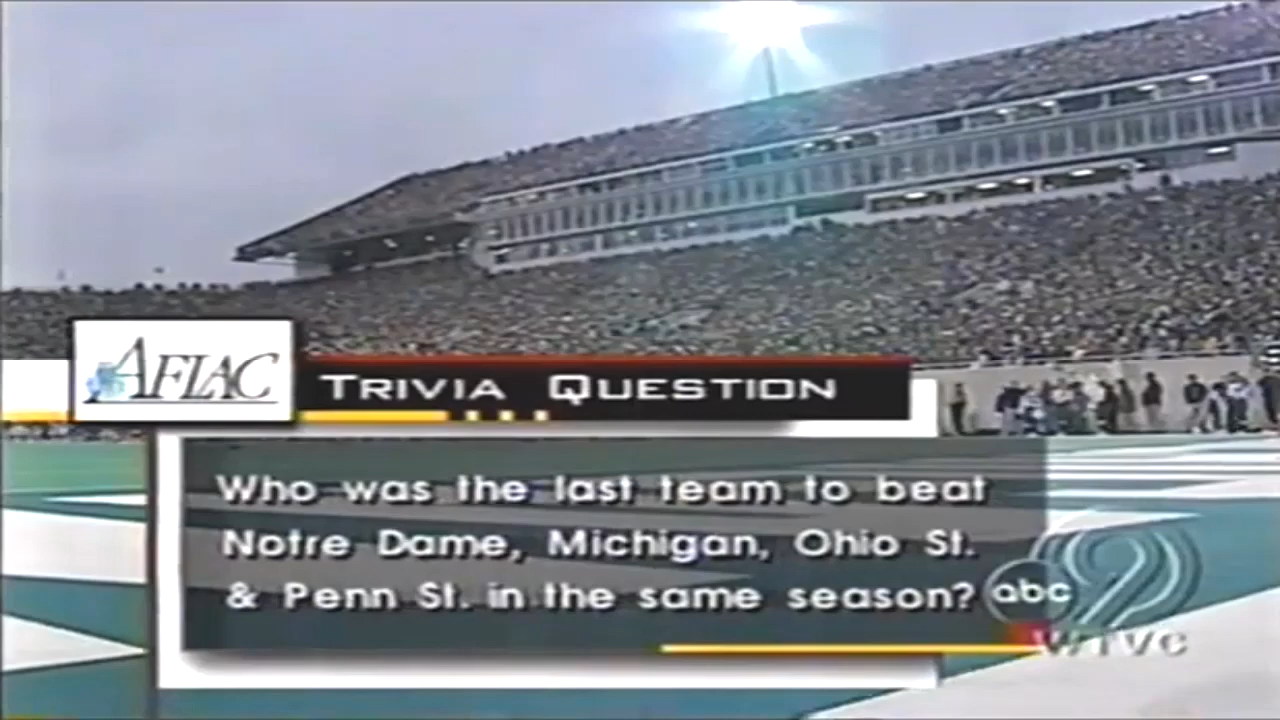 AFLAC
TRIVIA QUESTION
Who was the last team to beat
Notre Dame, Michigan, Ohio St.
& Penn St. in the same season?
abc 9
WTVC